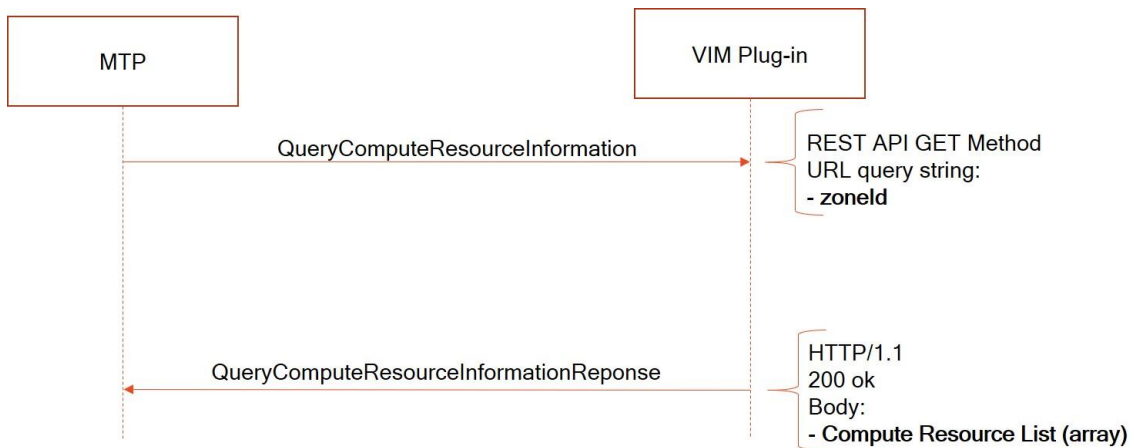 MTP
VIM Plug-in
QueryComputeResourceInformation
REST API GET Method
URL query string:
- zoneId
QueryComputeResourceInformationReponse
HTTP/1.1
200 ok
Body:
- Compute Resource List (array)